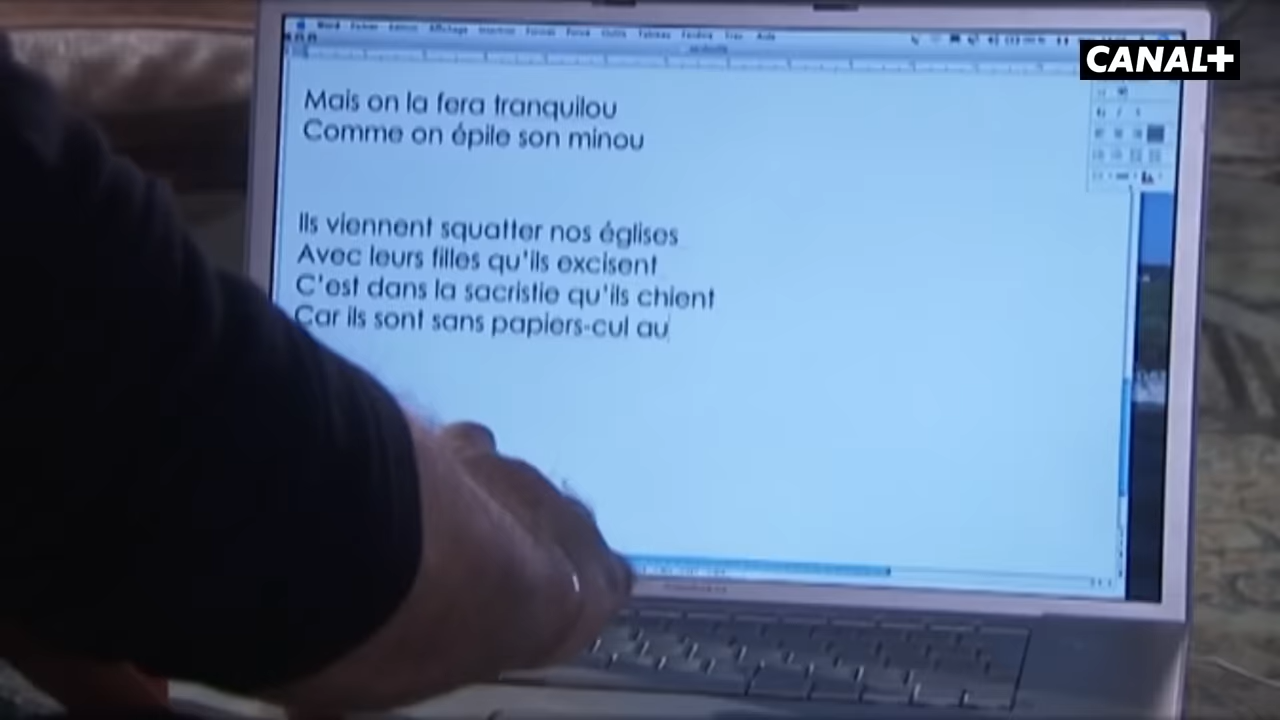 CANAL+
Mais on la fera tranquilou
Comme on épile son minou
Ils viennent squatter nos églises
Avec leurs filles qu'ils excisent
C'est dans la sacristie qu'ils chient
Car ils sont sans papiers-cul au